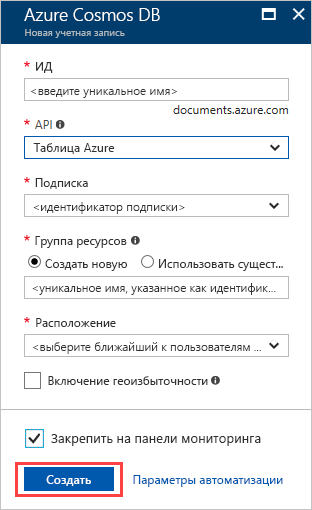 Azure Cosmos DB
Новая учетная запись
* ИД
<введите уникальное имя>
documents.azure.com
* API
Таблица Azure
* Подписка
<идентификатор подписки>
* Группа ресурсов
Создать новую Использовать сущест...
<уникальное имя, указанное как идентифик...
* Расположение
<выберите ближайший к пользователям ...
Включение геоизбыточности
Закрепить на панели мониторинга
Создать Параметры автоматизации